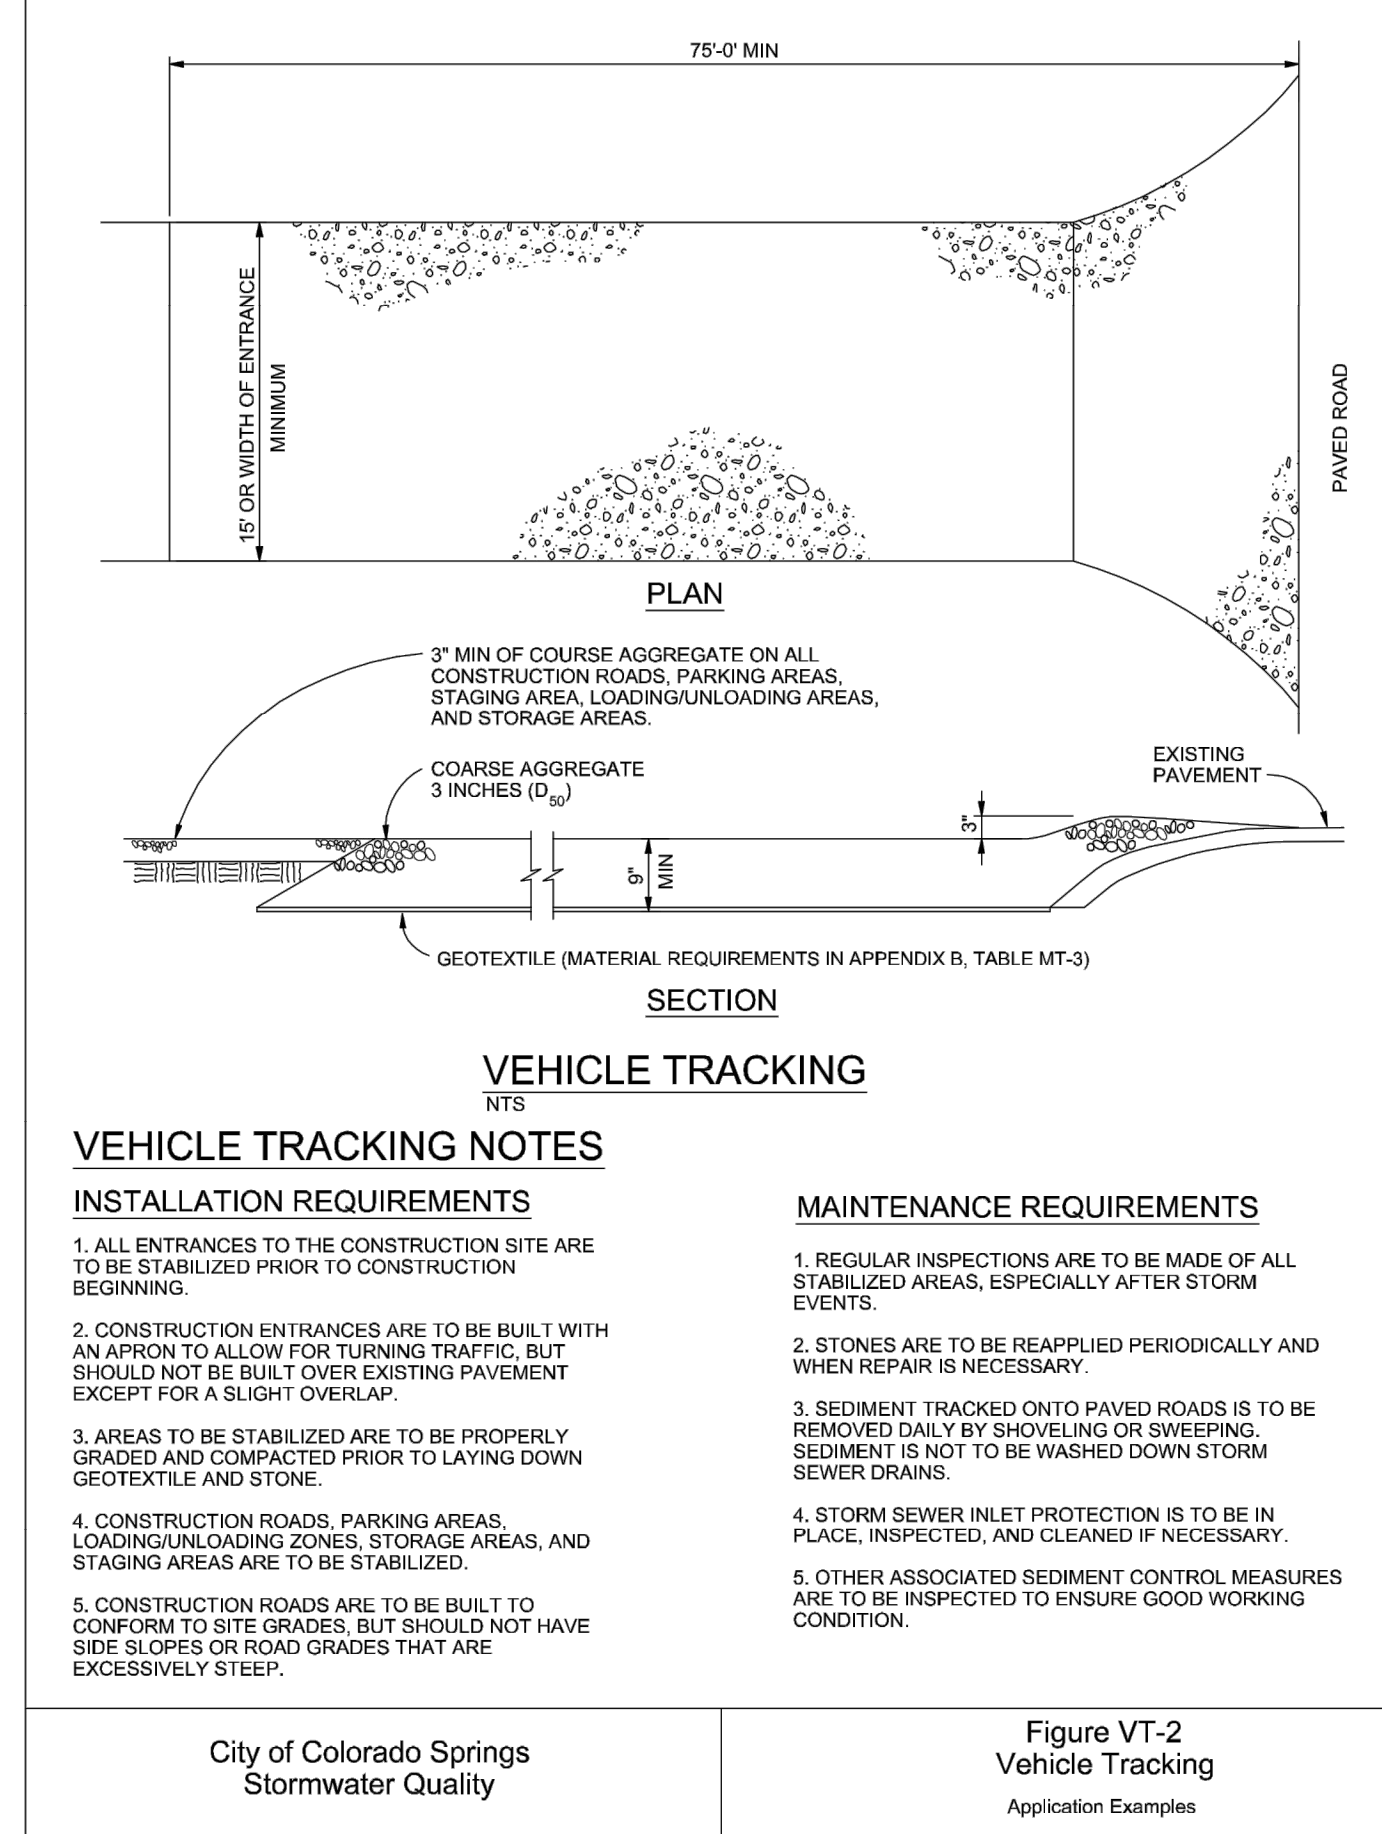 75'-0' MIN
15' OR WIDTH OF ENTRANCE
MINIMUM
PAVED ROAD
PLAN
3" MIN OF COURSE AGGREGATE ON ALL
CONSTRUCTION ROADS, PARKING AREAS,
STAGING AREA, LOADING/UNLOADING AREAS,
AND STORAGE AREAS.
COARSE AGGREGATE
3 INCHES (D50)
EXISTING
PAVEMENT
3"
9"
MIN
GEOTEXTILE (MATERIAL REQUIREMENTS IN APPENDIX B, TABLE MT-3)
SECTION
VEHICLE TRACKING
NTS
VEHICLE TRACKING NOTES
INSTALLATION REQUIREMENTS
1. ALL ENTRANCES TO THE CONSTRUCTION SITE ARE
TO BE STABILIZED PRIOR TO CONSTRUCTION
BEGINNING.
2. CONSTRUCTION ENTRANCES ARE TO BE BUILT WITH
AN APRON TO ALLOW FOR TURNING TRAFFIC, BUT
SHOULD NOT BE BUILT OVER EXISTING PAVEMENT
EXCEPT FOR A SLIGHT OVERLAP.
3. AREAS TO BE STABILIZED ARE TO BE PROPERLY
GRADED AND COMPACTED PRIOR TO LAYING DOWN
GEOTEXTILE AND STONE.
4. CONSTRUCTION ROADS, PARKING AREAS,
LOADING/UNLOADING ZONES, STORAGE AREAS, AND
STAGING AREAS ARE TO BE STABILIZED.
5. CONSTRUCTION ROADS ARE TO BE BUILT TO
CONFORM TO SITE GRADES, BUT SHOULD NOT HAVE
SIDE SLOPES OR ROAD GRADES THAT ARE
EXCESSIVELY STEEP.
MAINTENANCE REQUIREMENTS
1. REGULAR INSPECTIONS ARE TO BE MADE OF ALL
STABILIZED AREAS, ESPECIALLY AFTER STORM
EVENTS.
2. STONES ARE TO BE REAPPLIED PERIODICALLY AND
WHEN REPAIR IS NECESSARY.
3. SEDIMENT TRACKED ONTO PAVED ROADS IS TO BE
REMOVED DAILY BY SHOVELING OR SWEEPING.
SEDIMENT IS NOT TO BE WASHED DOWN STORM
SEWER DRAINS.
4. STORM SEWER INLET PROTECTION IS TO BE IN
PLACE, INSPECTED, AND CLEANED IF NECESSARY.
5. OTHER ASSOCIATED SEDIMENT CONTROL MEASURES
ARE TO BE INSPECTED TO ENSURE GOOD WORKING
CONDITION.
City of Colorado Springs
Stormwater Quality
Figure VT-2
Vehicle Tracking
Application Examples